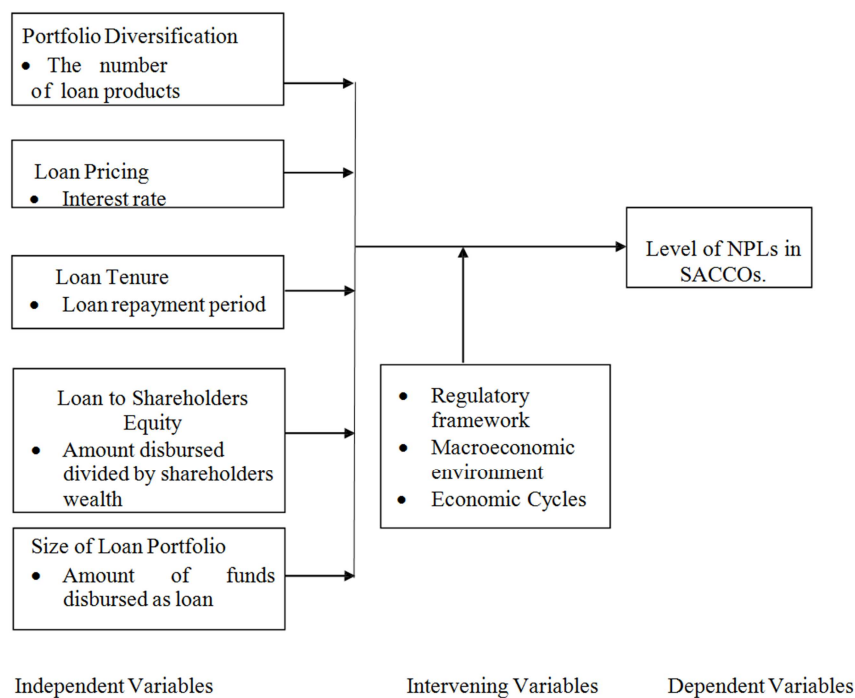 Portfolio Diversification
• The number
of loan products
Loan Pricing
• Interest rate
Loan Tenure
• Loan repayment period
Loan to Shareholders
Equity
• Amount disbursed
divided by shareholders
wealth
Size of Loan Portfolio
• Amount of funds
disbursed as loan
• Regulatory
framework
• Macroeconomic
environment
• Economic Cycles
Level of NPLs in
SACCOs.
Independent Variables
Intervening Variables
Dependent Variables